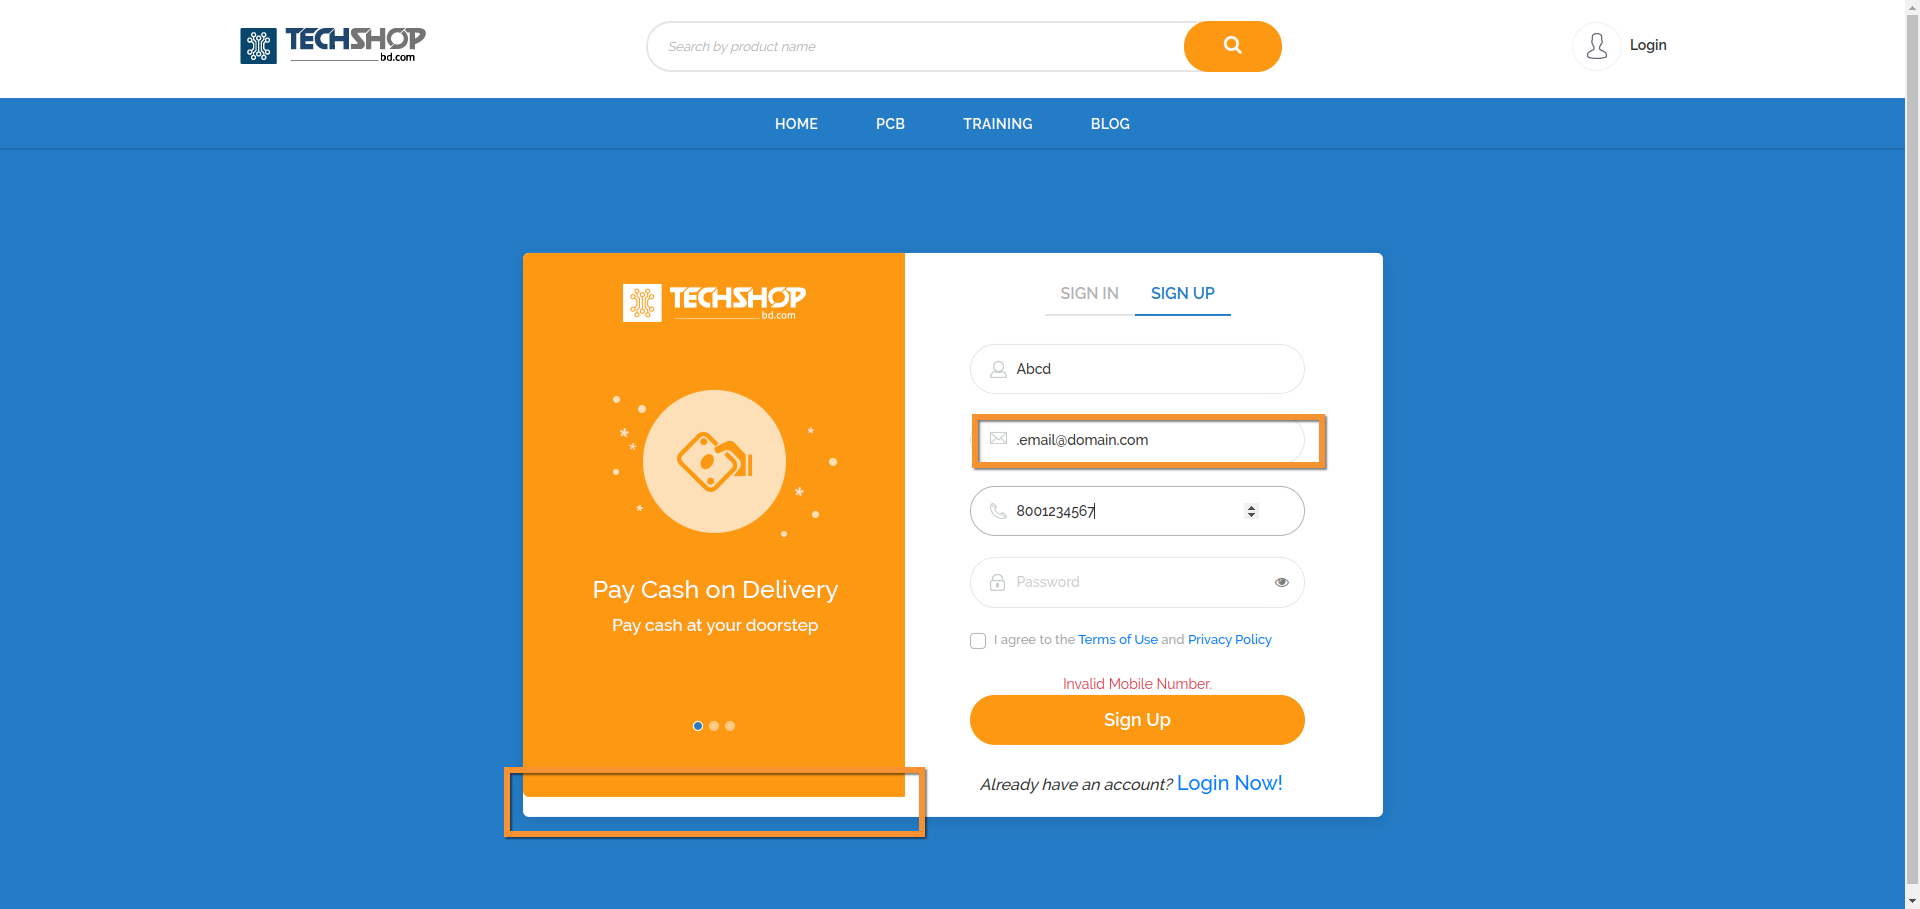 TECHSHOP
bd.com
Search by product name
Login
HOME PCB TRAINING BLOG
TECHSHOP
bd.com
Pay Cash on Delivery
Pay cash at your doorstep
SIGN IN SIGN UP
Abcd
.email@domain.com
8001234567
Password
I agree to the Terms of Use and Privacy Policy
Invalid Mobile Number.
Sign Up
Already have an account? Login Now!